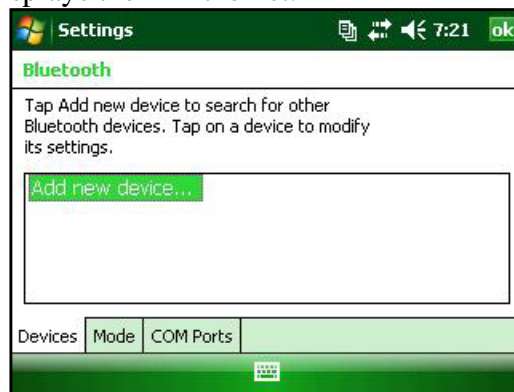 Settings 7:21 ok
Bluetooth
Tap Add new device to search for other
Bluetooth devices. Tap on a device to modify
its settings.
Add new device...
Devices Mode COM Ports